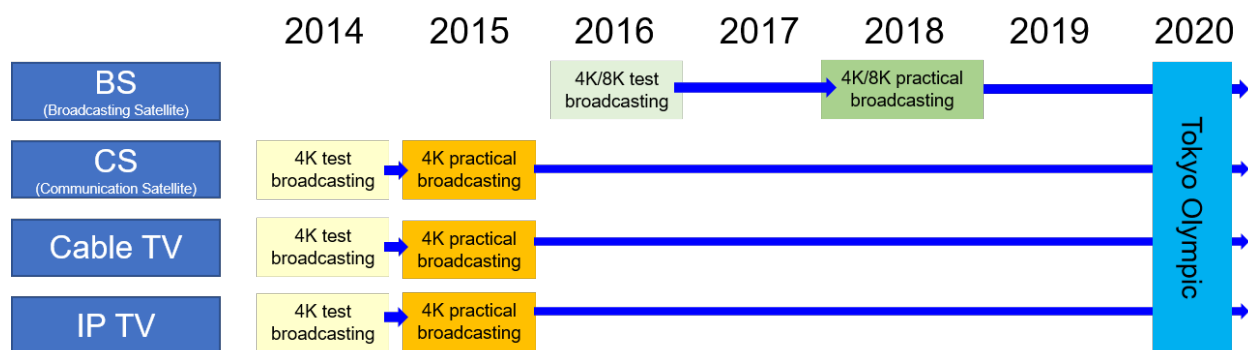 2014 2015 2016 2017 2018 2019 2020
BS
(Broadcasting Satellite)
4K/8K test
broadcasting
4K/8K practical
broadcasting
CS
(Communication Satellite)
4K test
broadcasting
4K practical
broadcasting
Cable TV
4K test
broadcasting
4K practical
broadcasting
IP TV
4K test
broadcasting
4K practical
broadcasting
Tokyo Olympic